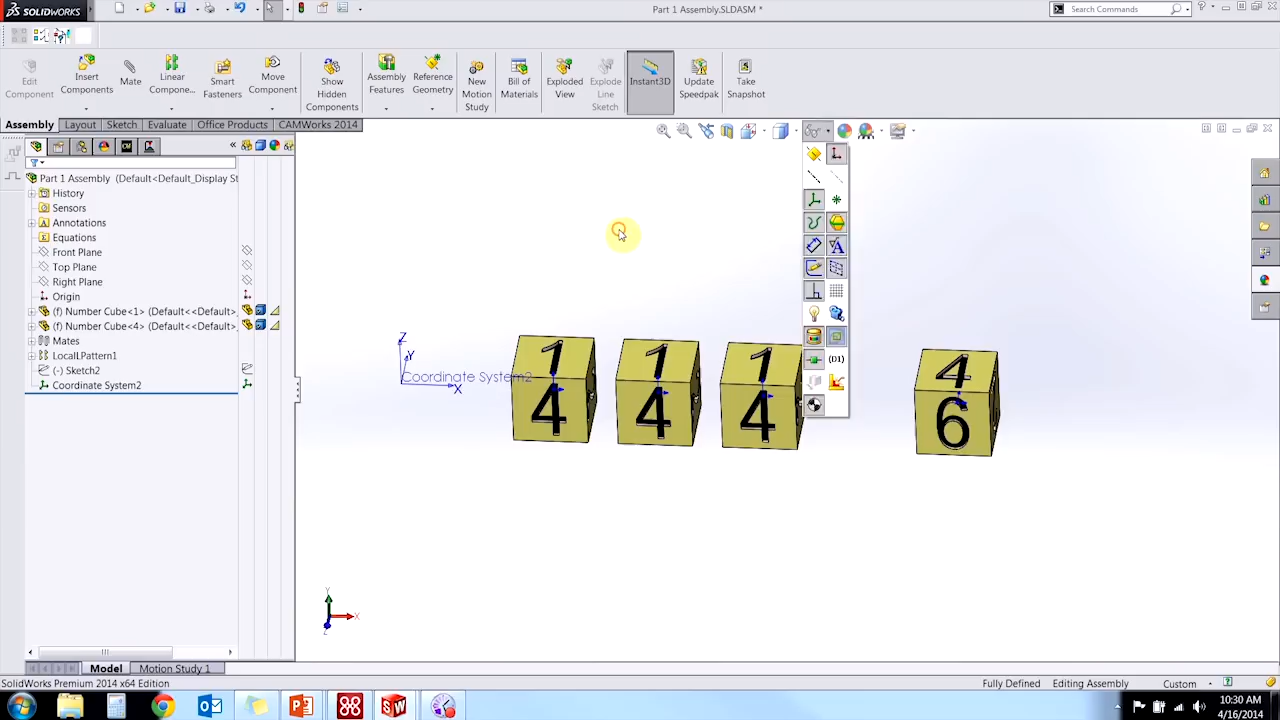 SOLIDWORKS
Part 1 Assembly.SLDASM *
Search Commands
Edit Component
Insert Components
Mate
Linear Compone...
Smart Fasteners
Move Component
Show Hidden Components
Assembly Features
Reference Geometry
New Motion Study
Bill of Materials
Exploded View
Explode Line Sketch
Instant3D
Update Speedpak
Take Snapshot
Assembly
Layout
Sketch
Evaluate
Office Products
CAMWorks 2014
Part 1 Assembly (Default<Default_Display St
History
Sensors
Annotations
Equations
Front Plane
Top Plane
Right Plane
Origin
(f) Number Cube<1> (Default<<Default>_
(f) Number Cube<4> (Default<<Default>_
Mates
LocalLPattern1
(-) Sketch2
Coordinate System2
(D1)
Z
Y
X
Coordinate System2
1 1 1 4
4 4 4 6
Y
X
Z
Model
Motion Study 1
SolidWorks Premium 2014 x64 Edition
Fully Defined
Editing Assembly
Custom
10:30 AM
4/16/2014